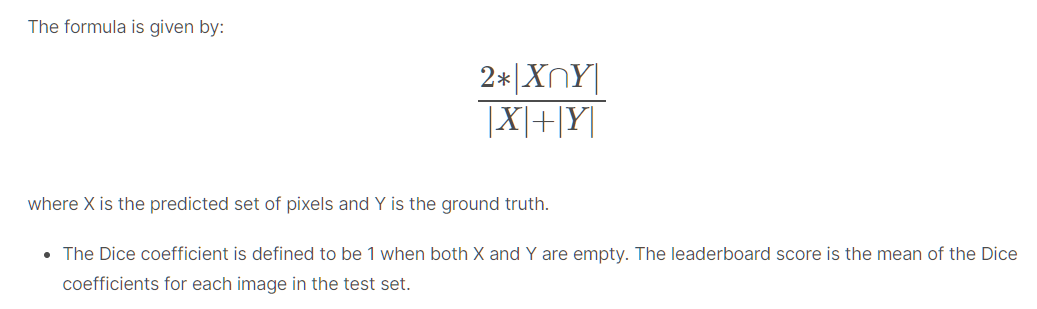 The formula is given by:
2∗|X∩Y|
|X|+|Y|
where X is the predicted set of pixels and Y is the ground truth.
• The Dice coefficient is defined to be 1 when both X and Y are empty. The leaderboard score is the mean of the Dice
coefficients for each image in the test set.